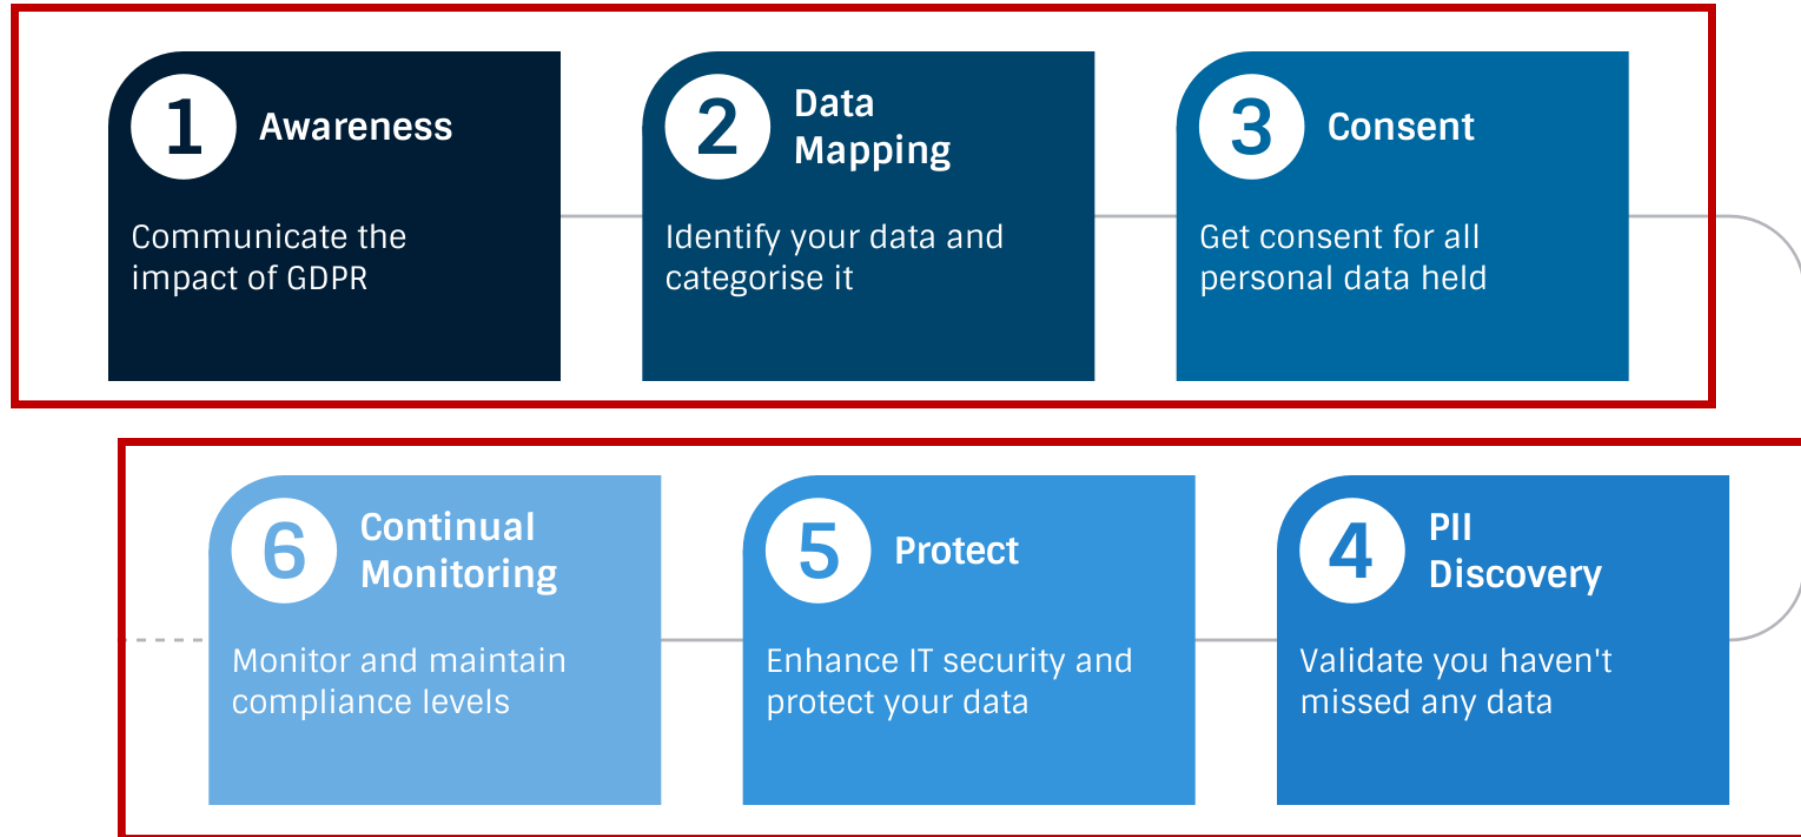 1
Awareness
Communicate the
impact of GDPR
2
Data
Mapping
Identify your data and
categorise it
3
Consent
Get consent for all
personal data held
4
PII
Discovery
Validate you haven't
missed any data
5
Protect
Enhance IT security and
protect your data
6
Continual
Monitoring
Monitor and maintain
compliance levels